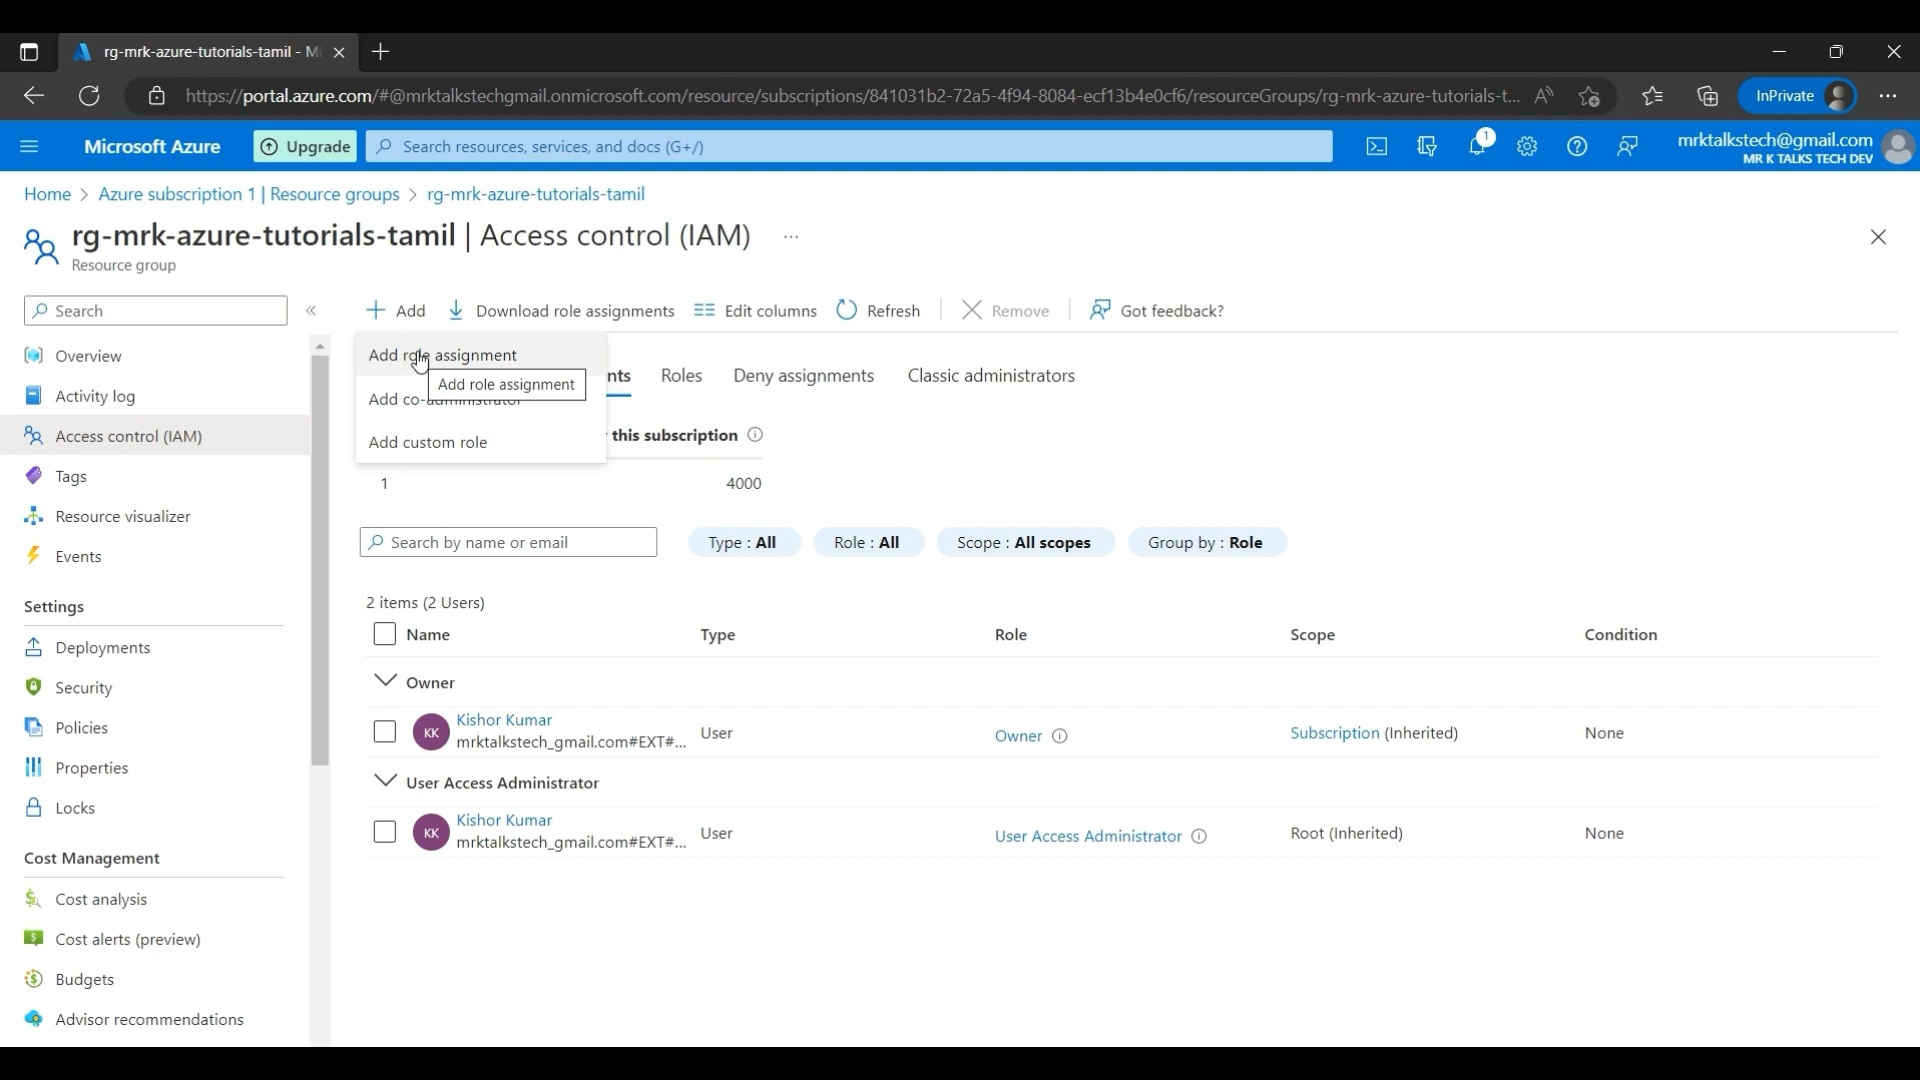 rg-mrk-azure-tutorials-tamil - M
https://portal.azure.com/#@mrktalkstechgmail.onmicrosoft.com/resource/subscriptions/841031b2-72a5-4f94-8084-ecf13b4e0cf6/resourceGroups/rg-mrk-azure-tutorials-t...
InPrivate
Microsoft Azure
Upgrade
Search resources, services, and docs (G+/)
1
mrktalkstech@gmail.com
MR K TALKS TECH DEV
Home > Azure subscription 1 | Resource groups > rg-mrk-azure-tutorials-tamil
rg-mrk-azure-tutorials-tamil | Access control (IAM) ...
Resource group
Search
«
Add
Download role assignments
Edit columns
Refresh
Remove
Got feedback?
Overview
Activity log
Access control (IAM)
Tags
Resource visualizer
Events
Settings
Deployments
Security
Policies
Properties
Locks
Cost Management
Cost analysis
Cost alerts (preview)
Budgets
Advisor recommendations
Add role assignment
Add role assignment
Add co-administrator
Add custom role
nts
Roles
Deny assignments
Classic administrators
this subscription
1 4000
Search by name or email
Type : All
Role : All
Scope : All scopes
Group by : Role
2 items (2 Users)
Name Type Role Scope Condition
Owner
KK
Kishor Kumar
mrktalkstech_gmail.com#EXT#...
User Owner Subscription (Inherited) None
User Access Administrator
KK
Kishor Kumar
mrktalkstech_gmail.com#EXT#...
User User Access Administrator Root (Inherited) None